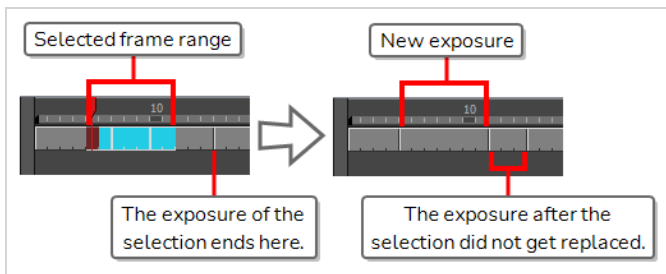 Selected frame range
New exposure
10
10
The exposure of the
selection ends here.
The exposure after the
selection did not get replaced.